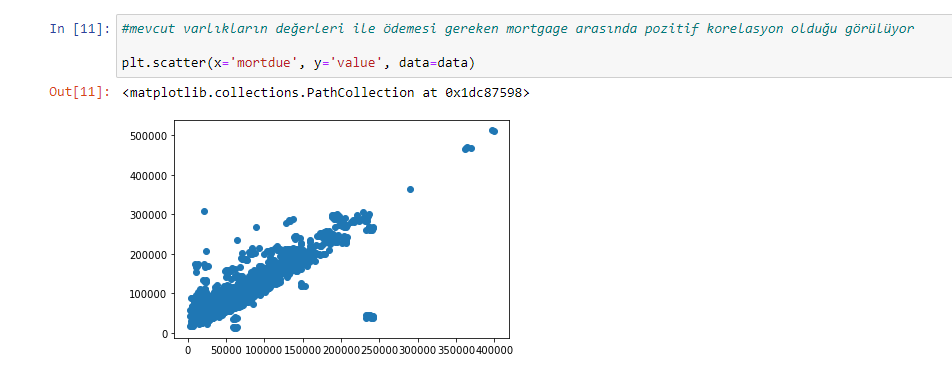 In [11]: #mevcut varlıkların değerleri ile ödemesi gereken mortgage arasında pozitif korelasyon olduğu görülüyor
plt.scatter(x='mortdue', y='value', data=data)
Out[11]: <matplotlib.collections.PathCollection at 0x1dc87598>
500000
400000
300000
200000
100000
0
0 50000 100000 150000 200000 250000 300000 350000 400000